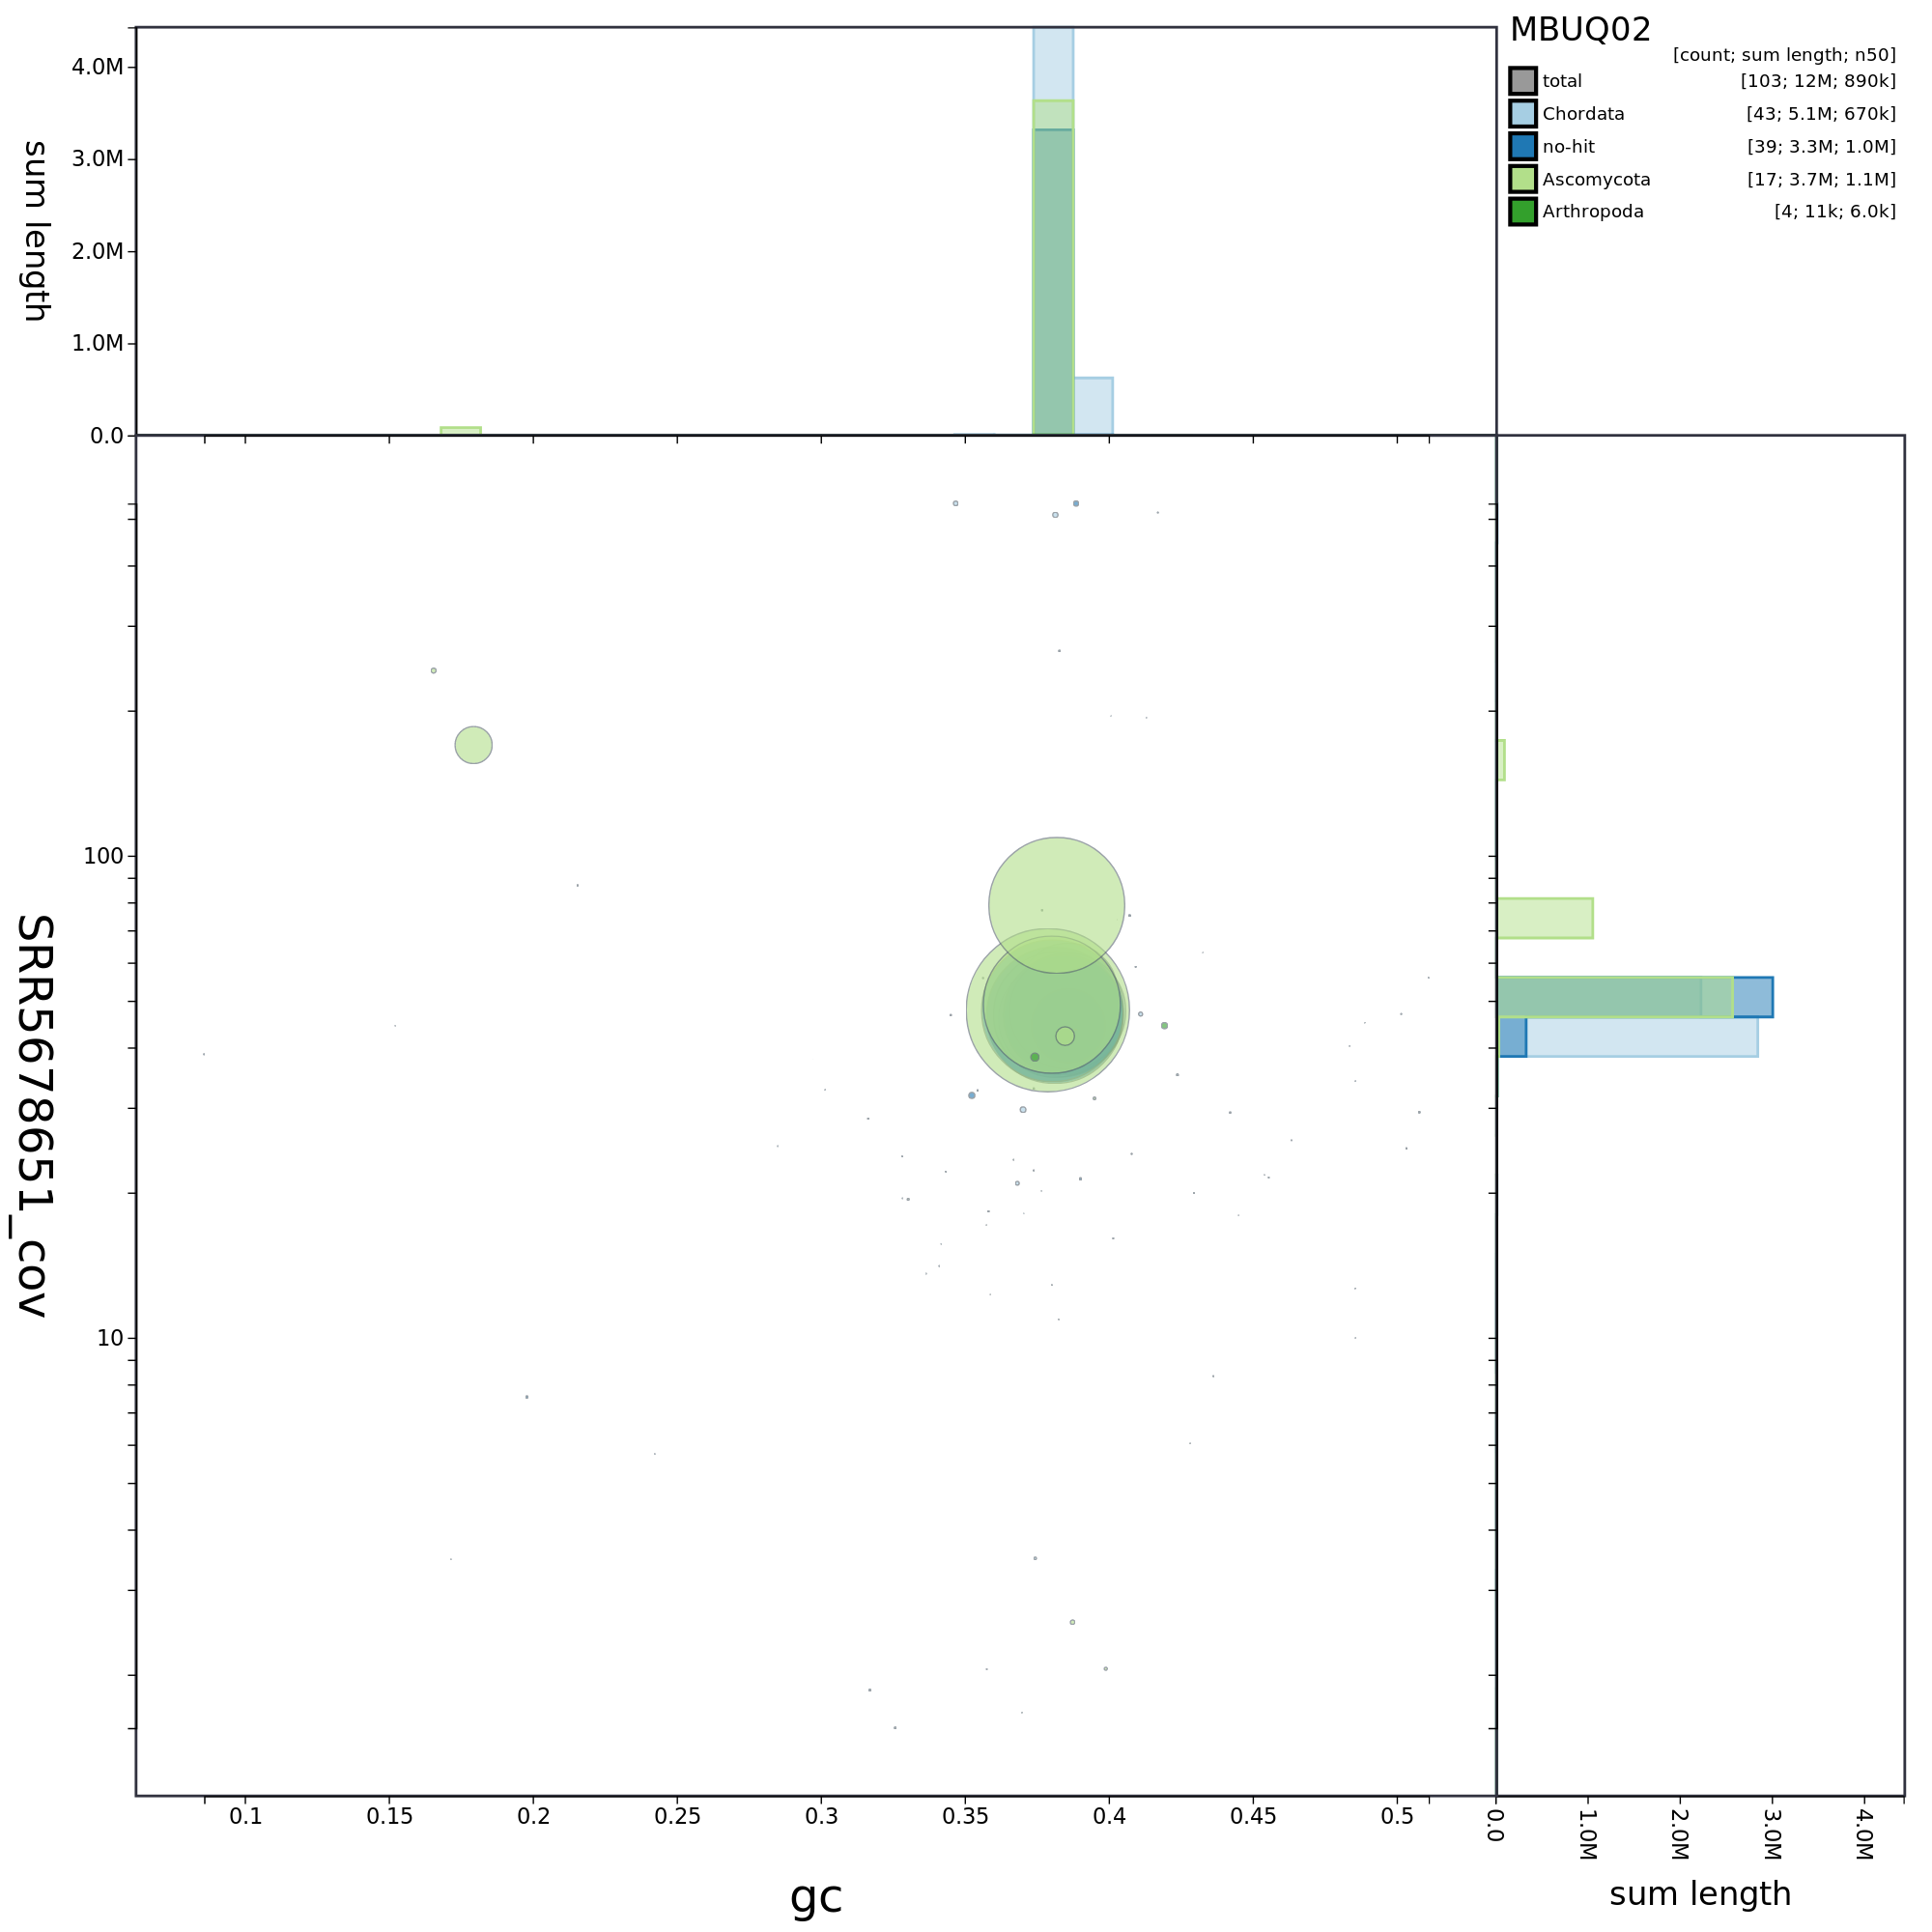 MBUQ02
[count; sum length; n50]
total [103; 12M; 890k]
Chordata [43; 5.1M; 670k]
no-hit [39; 3.3M; 1.0M]
Ascomycota [17; 3.7M; 1.1M]
Arthropoda [4; 11k; 6.0k]
sum length
4.0M
3.0M
2.0M
1.0M
0.0
SRR5678651_cov
100
10
0.1 0.15 0.2 0.25 0.3 0.35 0.4 0.45 0.5
gc
0.0 1.0M 2.0M 3.0M 4.0M
sum length